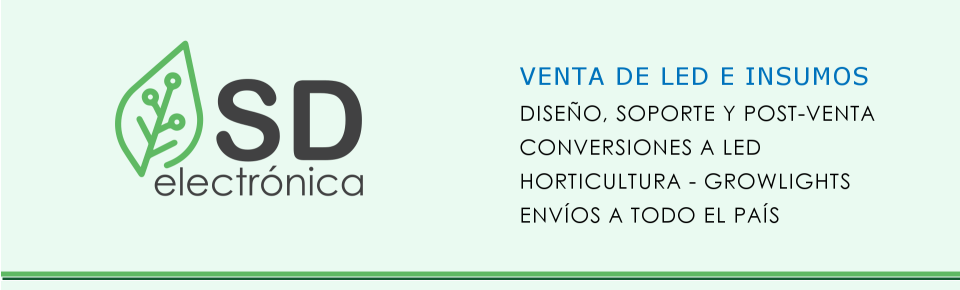 SD
electrónica
VENTA DE LED E INSUMOS
DISEÑO, SOPORTE Y POST-VENTA
CONVERSIONES A LED
HORTICULTURA - GROWLIGHTS
ENVÍOS A TODO EL PAÍS